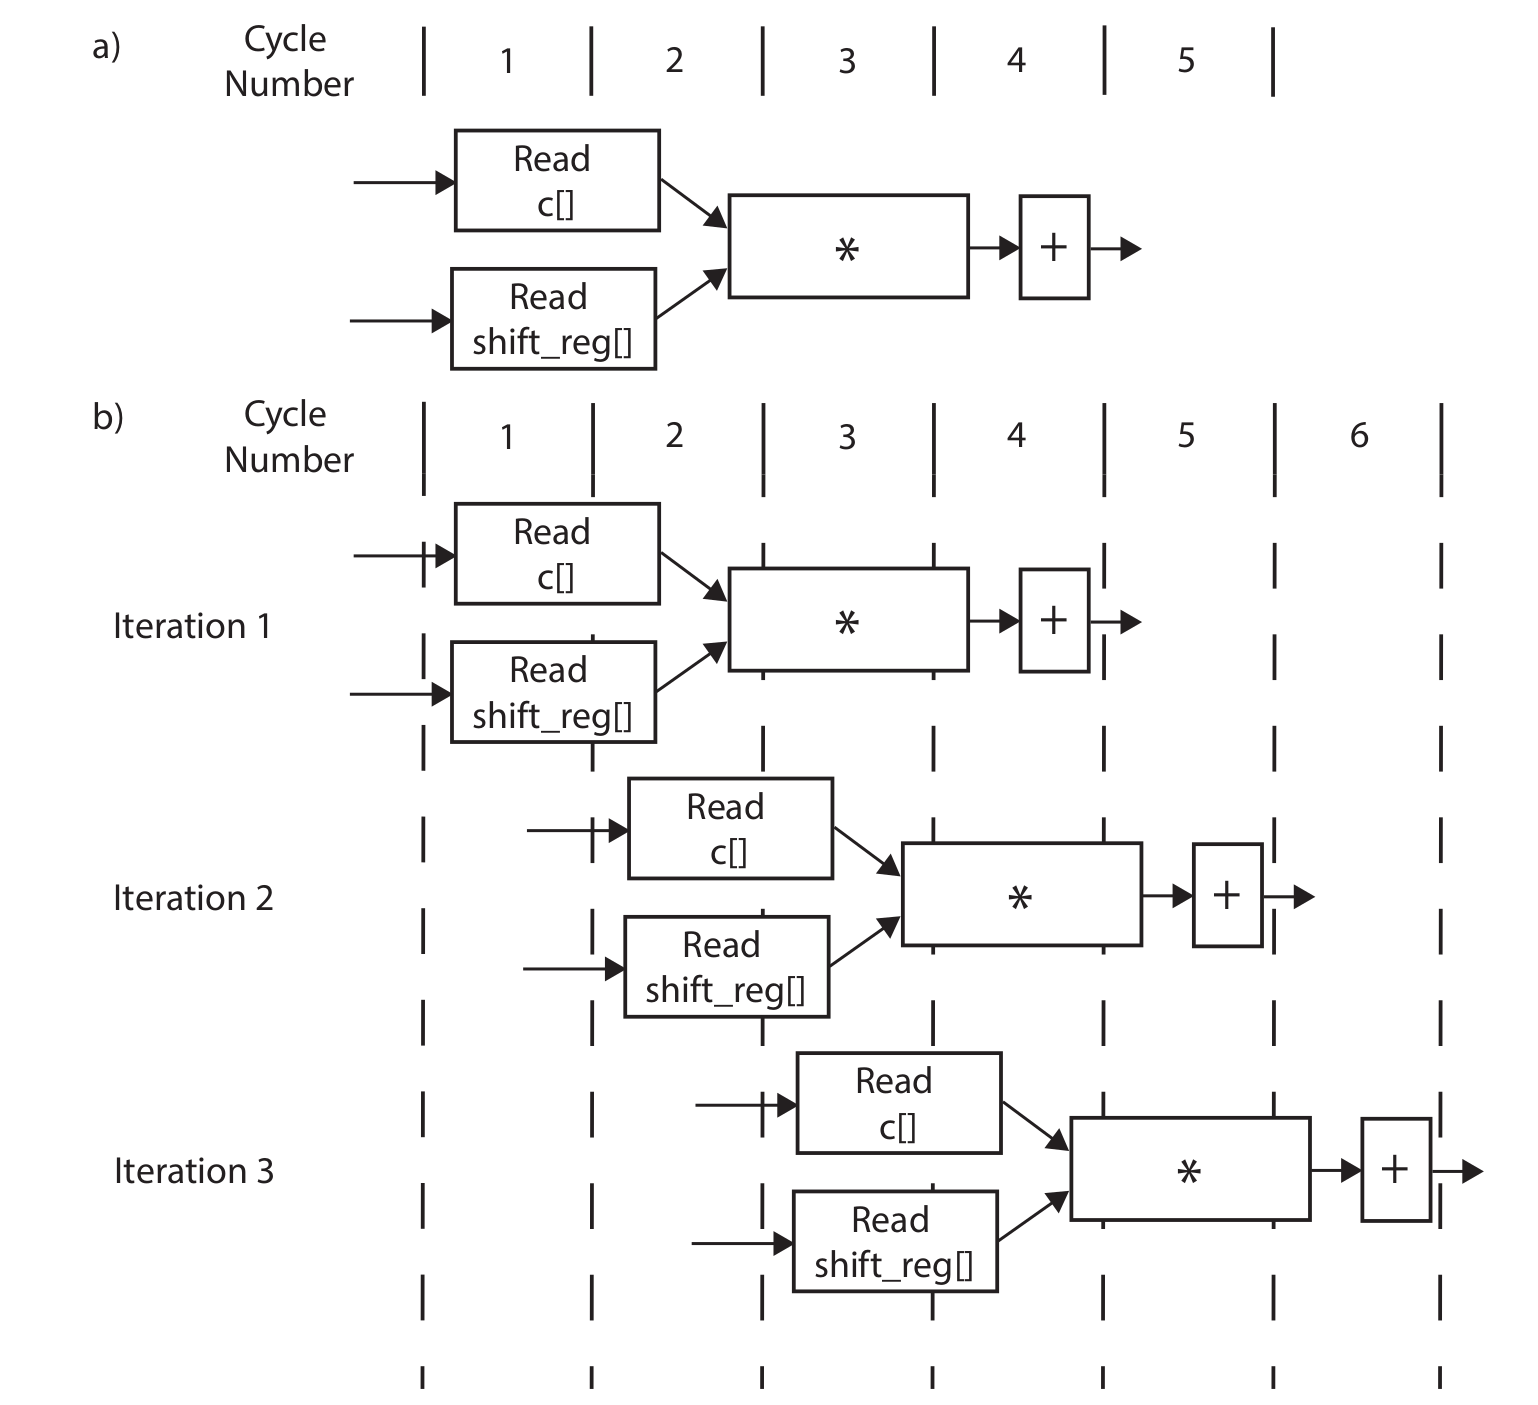 a)
Cycle
Number
1 2 3 4 5
Read
c[]
*
+
Read
shift_reg[]
b)
Cycle
Number
1 2 3 4 5 6
Iteration 1
Read
c[]
*
+
Read
shift_reg[]
Iteration 2
Read
c[]
*
+
Read
shift_reg[]
Iteration 3
Read
c[]
*
+
Read
shift_reg[]